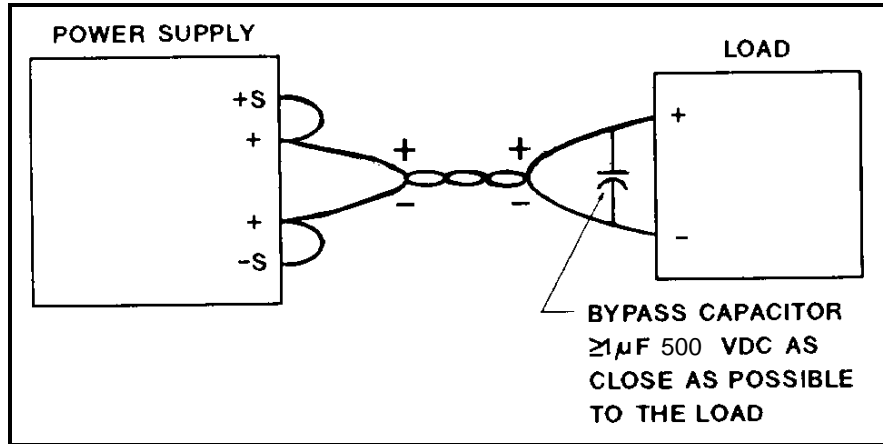 POWER SUPPLY
LOAD
+S
+
+
-S
+
-
+
-
+
-
BYPASS CAPACITOR
≥1µF 500 VDC AS
CLOSE AS POSSIBLE
TO THE LOAD